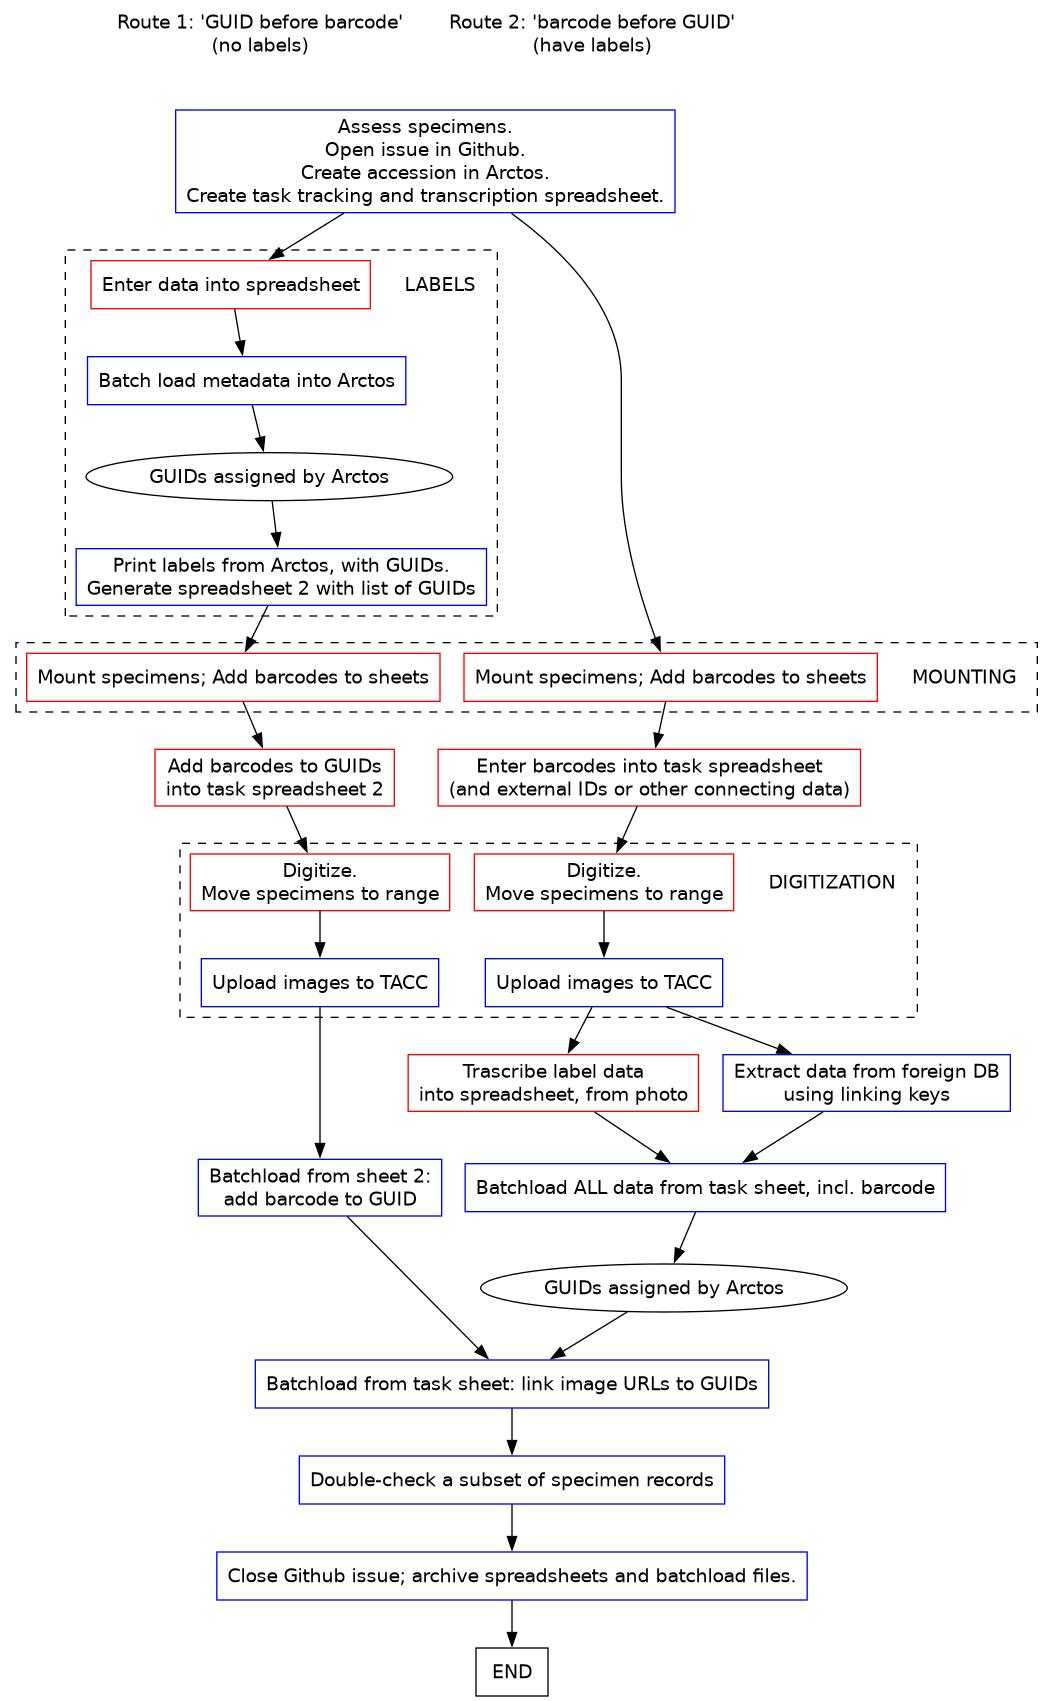 Route 1: 'GUID before barcode'
(no labels)
Route 2: 'barcode before GUID'
(have labels)
Assess specimens.
Open issue in Github.
Create accession in Arctos.
Create task tracking and transcription spreadsheet.
Enter data into spreadsheet
LABELS
Batch load metadata into Arctos
GUIDs assigned by Arctos
Print labels from Arctos, with GUIDs.
Generate spreadsheet 2 with list of GUIDs
Mount specimens; Add barcodes to sheets
Mount specimens; Add barcodes to sheets
MOUNTING
Add barcodes to GUIDs
into task spreadsheet 2
Enter barcodes into task spreadsheet
(and external IDs or other connecting data)
Digitize.
Move specimens to range
Digitize.
Move specimens to range
DIGITIZATION
Upload images to TACC
Upload images to TACC
Trascribe label data
into spreadsheet, from photo
Extract data from foreign DB
using linking keys
Batchload from sheet 2:
add barcode to GUID
Batchload ALL data from task sheet, incl. barcode
GUIDs assigned by Arctos
Batchload from task sheet: link image URLs to GUIDs
Double-check a subset of specimen records
Close Github issue; archive spreadsheets and batchload files.
END